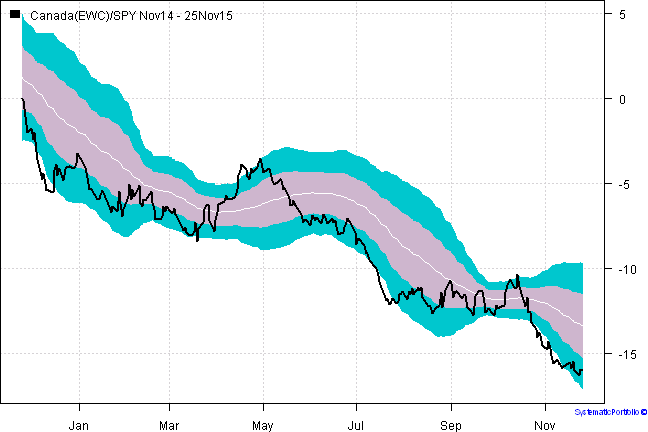 Canada(EWC)/SPY Nov14 - 25Nov15
5
0
-5
-10
-15
Jan Mar May Jul Sep Nov
SystematicPortfolio ©